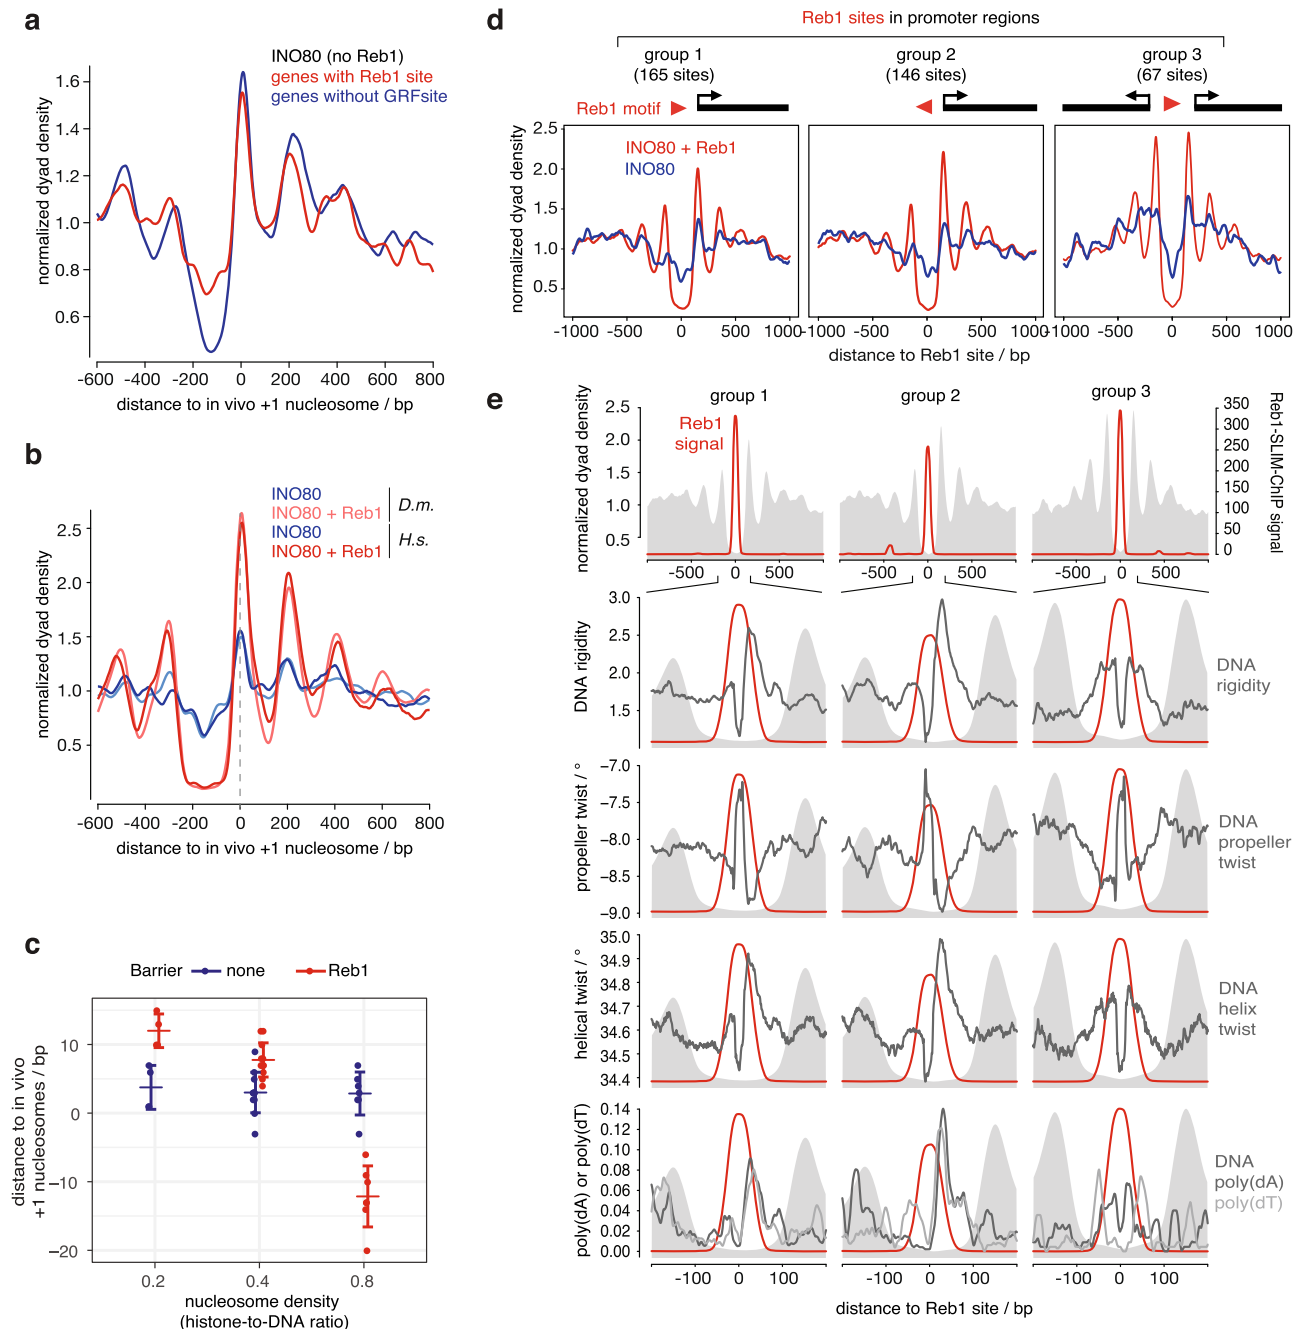 a
INO80 (no Reb1)
genes with Reb1 site
genes without GRFsite
normalized dyad density
1.6
1.4
1.2
1.0
0.8
0.6
-600 -400 -200 0 200 400 600 800
distance to in vivo +1 nucleosome / bp
b
INO80
INO80 + Reb1
D.m.
INO80
INO80 + Reb1
H.s.
normalized dyad density
2.5
2.0
1.5
1.0
0.5
-600 -400 -200 0 200 400 600 800
distance to in vivo +1 nucleosome / bp
c
Barrier none Reb1
distance to in vivo
+1 nucleosomes / bp
10
0
−10
−20
0.2 0.4 0.8
nucleosome density
(histone-to-DNA ratio)
d
Reb1 sites in promoter regions
group 1
(165 sites)
group 2
(146 sites)
group 3
(67 sites)
Reb1 motif
INO80 + Reb1
INO80
normalized dyad density
2.5
2.0
1.5
1.0
0.5
-1000 -500 0 500 1000
-1000 -500 0 500 1000
-1000 -500 0 500 1000
distance to Reb1 site / bp
e
group 1 group 2 group 3
Reb1
signal
normalized dyad density
2.5
2.0
1.5
1.0
0.5
350
300
250
200
150
100
50
0
Reb1-SLIM-ChIP signal
-500 0 500
-500 0 500
-500 0 500
DNA rigidity
3.0
2.5
2.0
1.5
DNA
rigidity
propeller twist / °
−7.0
−7.5
−8.0
−8.5
−9.0
DNA
propeller
twist
helical twist / °
35.0
34.9
34.8
34.7
34.6
34.5
34.4
DNA
helix
twist
poly(dA) or poly(dT)
0.14
0.12
0.10
0.08
0.06
0.04
0.02
0.00
DNA
poly(dA)
poly(dT)
-100 0 100
-100 0 100
-100 0 100
distance to Reb1 site / bp